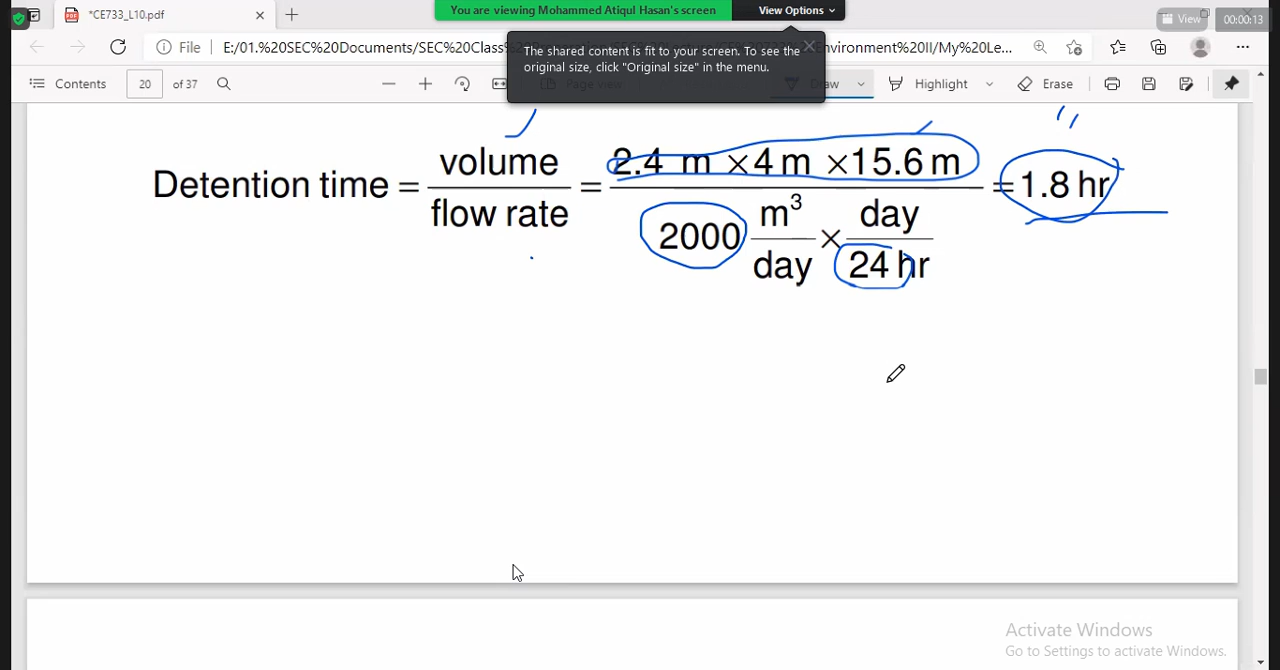 *CE733_L10.pdf
You are viewing Mohammed Atiqul Hasan's screen
View Options
View
00:00:13
File
E:/01.%20SEC%20Documents/SEC%20Class%
Environment%20II/My%20Le...
The shared content is fit to your screen. To see the
original size, click "Original size" in the menu.
Contents
20
of 37
Page view
Draw
Highlight
Erase
Detention time = volume / flow rate = 2.4 m ×4 m ×15.6 m / 2000 m³/day × day/24 hr = 1.8 hr
Activate Windows
Go to Settings to activate Windows.